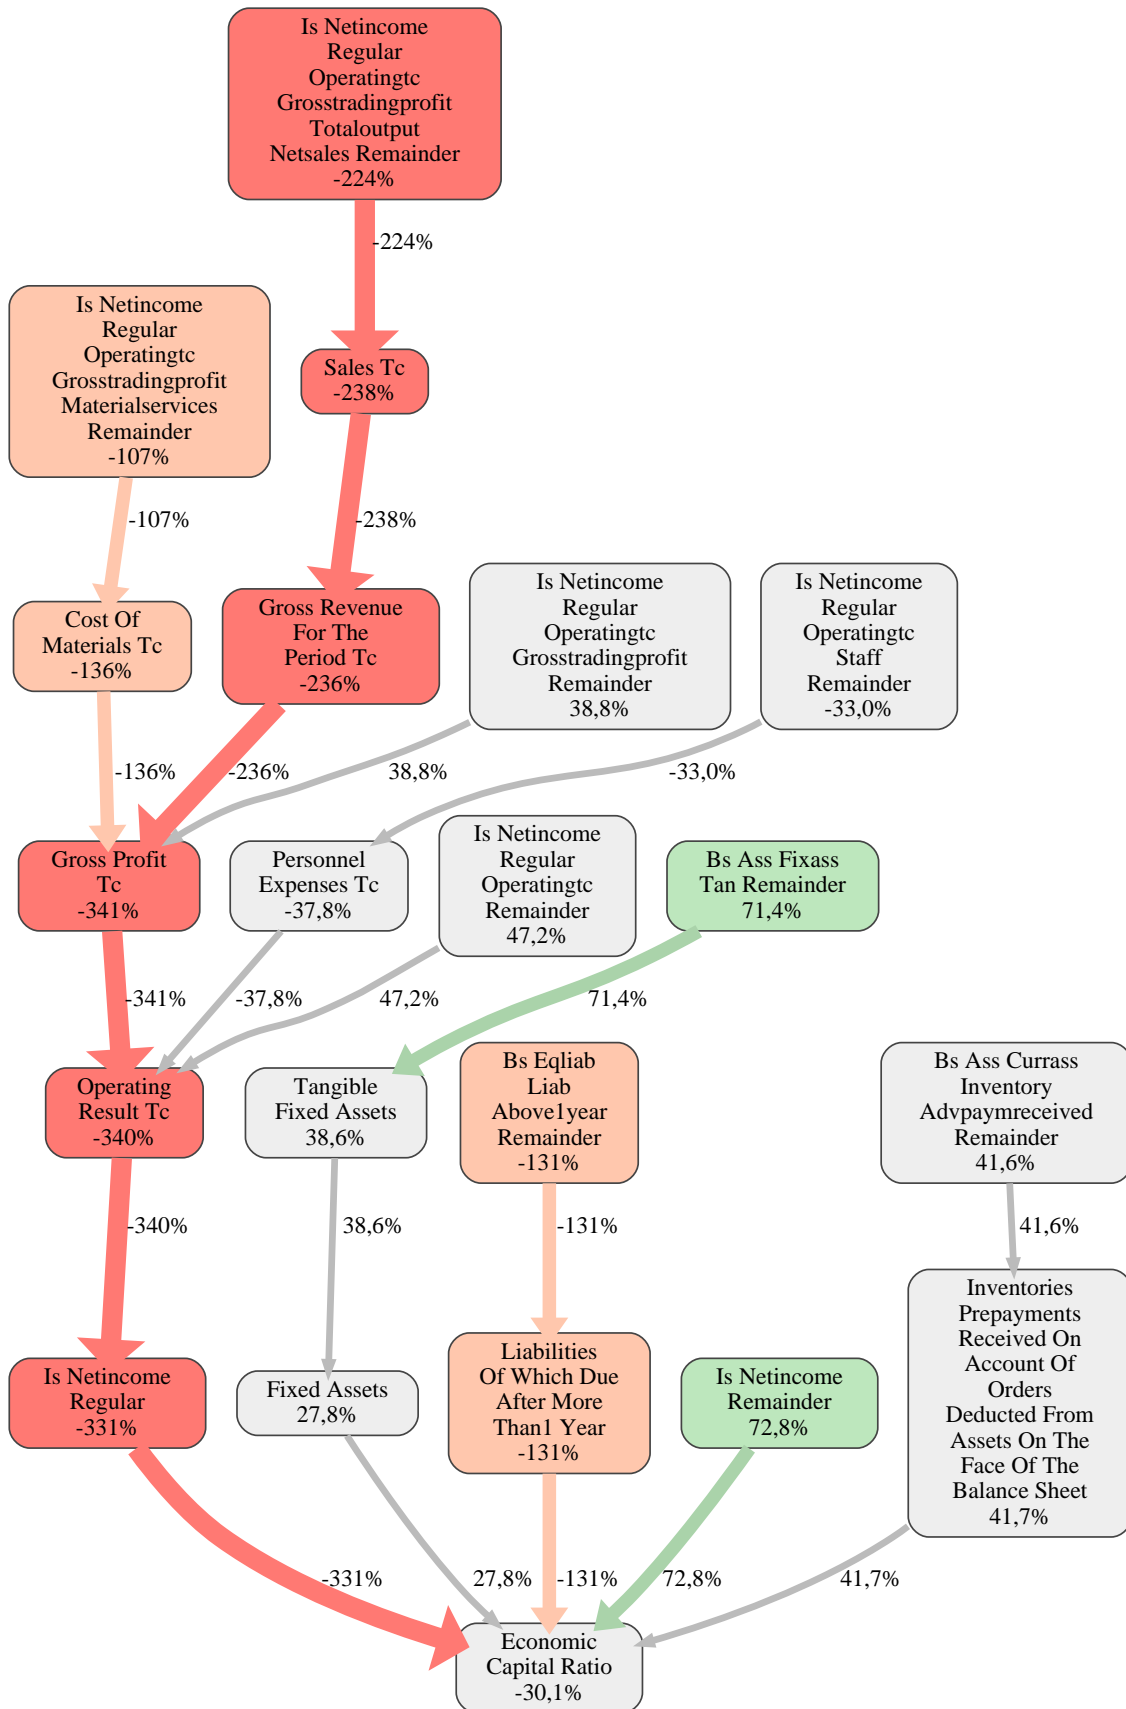 Is Netincome
Regular
Operatingtc
Grosstradingprofit
Totaloutput
Netsales Remainder
-224%
-224%
Is Netincome
Regular
Operatingtc
Grosstradingprofit
Materialservices
Remainder
-107%
Sales Tc
-238%
-107%
-238%
Cost Of
Materials Tc
-136%
Gross Revenue
For The
Period Tc
-236%
Is Netincome
Regular
Operatingtc
Grosstradingprofit
Remainder
38,8%
Is Netincome
Regular
Operatingtc
Staff
Remainder
-33,0%
-136%
-236%
38,8%
-33,0%
Gross Profit
Tc
-341%
Personnel
Expenses Tc
-37,8%
Is Netincome
Regular
Operatingtc
Remainder
47,2%
Bs Ass Fixass
Tan Remainder
71,4%
-341%
-37,8%
47,2%
71,4%
Operating
Result Tc
-340%
Tangible
Fixed Assets
38,6%
Bs Eqliab
Liab
Above1year
Remainder
-131%
Bs Ass Currass
Inventory
Advpaymreceived
Remainder
41,6%
-340%
38,6%
-131%
41,6%
Is Netincome
Regular
-331%
Fixed Assets
27,8%
Liabilities
Of Which Due
After More
Than1 Year
-131%
Is Netincome
Remainder
72,8%
Inventories
Prepayments
Received On
Account Of
Orders
Deducted From
Assets On The
Face Of The
Balance Sheet
41,7%
-331%
27,8%
-131%
72,8%
41,7%
Economic
Capital Ratio
-30,1%